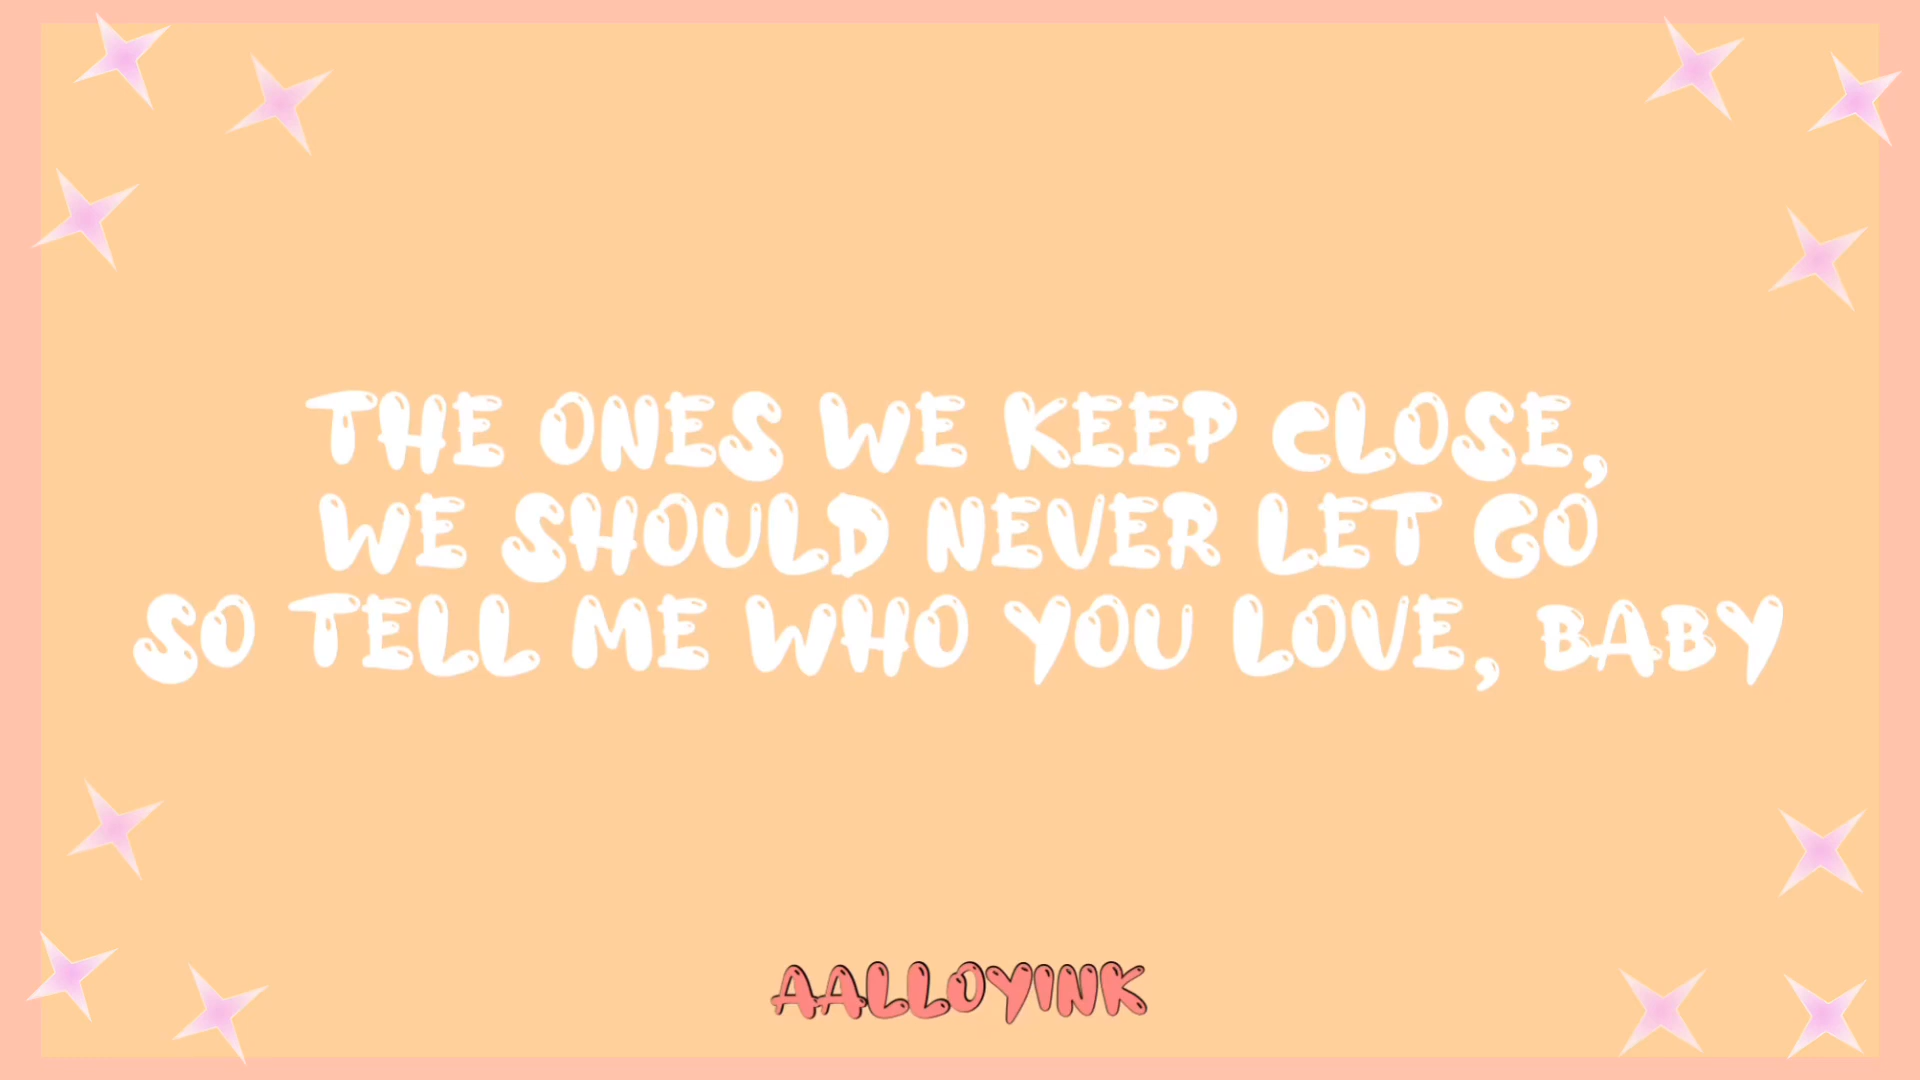 THE ONES WE KEEP CLOSE,
WE SHOULD NEVER LET GO
SO TELL ME WHO YOU LOVE, BABY
AALLOYINK